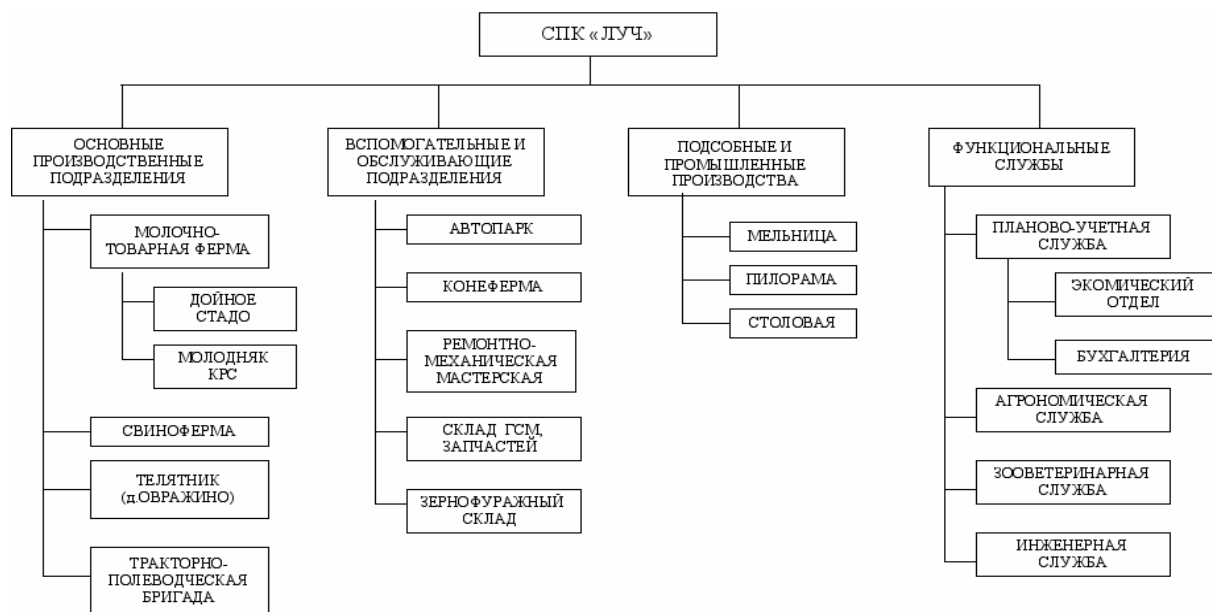 СПК «ЛУЧ»
ОСНОВНЫЕ
ПРОИЗВОДСТВЕННЫЕ
ПОДРАЗДЕЛЕНИЯ
МОЛОЧНО-
ТОВАРНАЯ ФЕРМА
ДОЙНОЕ
СТАДО
МОЛОДНЯК
КРС
СВИНОФЕРМА
ТЕЛЯТНИК
(д.ОВРАЖИНО)
ТРАКТОРНО-
ПОЛЕВОДЧЕСКАЯ
БРИГАДА
ВСПОМОГАТЕЛЬНЫЕ И
ОБСЛУЖИВАЮЩИЕ
ПОДРАЗДЕЛЕНИЯ
АВТОПАРК
КОНЕФЕРМА
РЕМОНТНО-
МЕХАНИЧЕСКАЯ
МАСТЕРСКАЯ
СКЛАД ГСМ,
ЗАПЧАСТЕЙ
ЗЕРНОФУРАЖНЫЙ
СКЛАД
ПОДСОБНЫЕ И
ПРОМЫШЛЕННЫЕ
ПРОИЗВОДСТВА
МЕЛЬНИЦА
ПИЛОРАМА
СТОЛОВАЯ
ФУНКЦИОНАЛЬНЫЕ
СЛУЖБЫ
ПЛАНОВО-УЧЕТНАЯ
СЛУЖБА
ЭКОМИЧЕСКИЙ
ОТДЕЛ
БУХГАЛТЕРИЯ
АГРОНОМИЧЕСКАЯ
СЛУЖБА
ЗООВЕТЕРИНАРНАЯ
СЛУЖБА
ИНЖЕНЕРНАЯ
СЛУЖБА